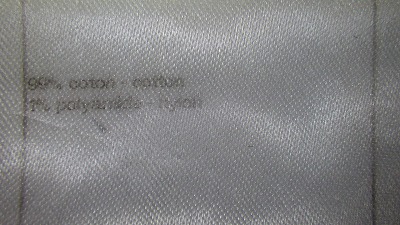 99% coton - cotton
1% polyamide - nylon